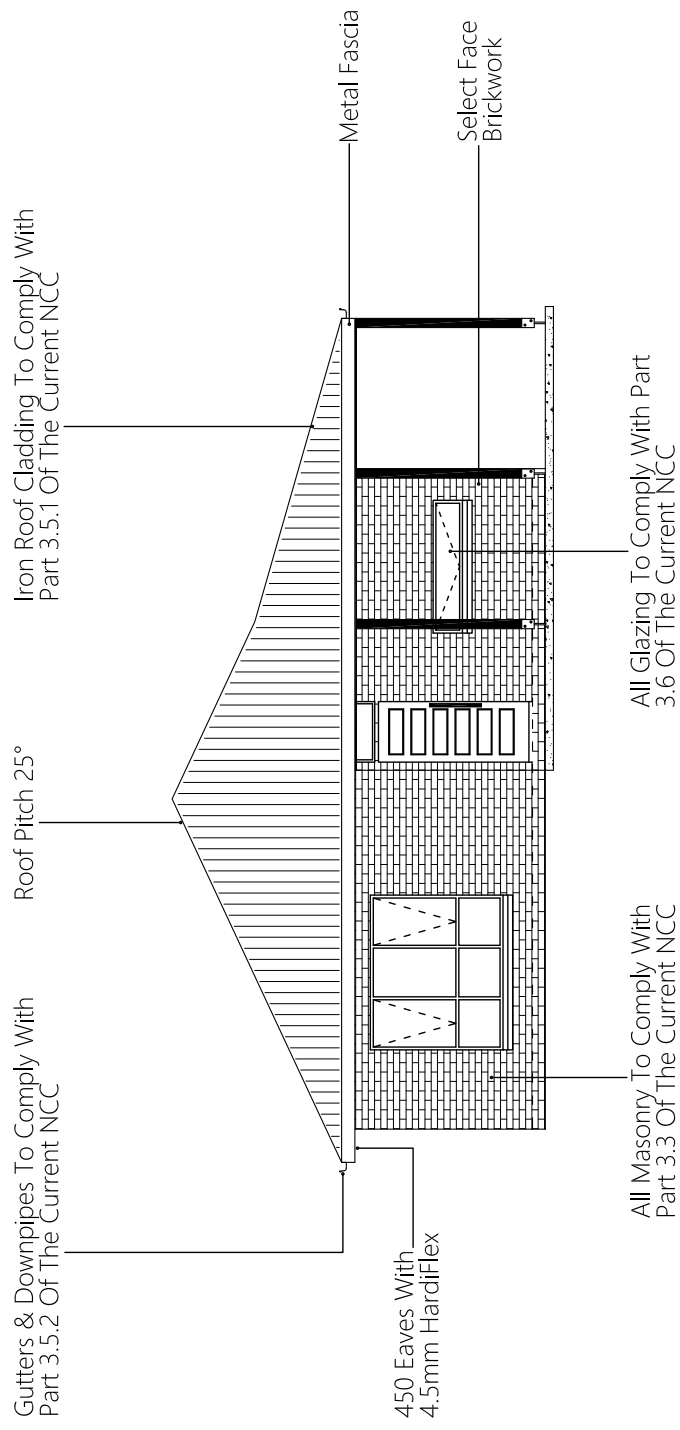 Gutters & Downpipes To Comply With
Part 3.5.2 Of The Current NCC
Roof Pitch 25°
Iron Roof Cladding To Comply With
Part 3.5.1 Of The Current NCC
450 Eaves With
4.5mm HardiFlex
Metal Fascia
Select Face
Brickwork
All Masonry To Comply With
Part 3.3 Of The Current NCC
All Glazing To Comply With Part
3.6 Of The Current NCC